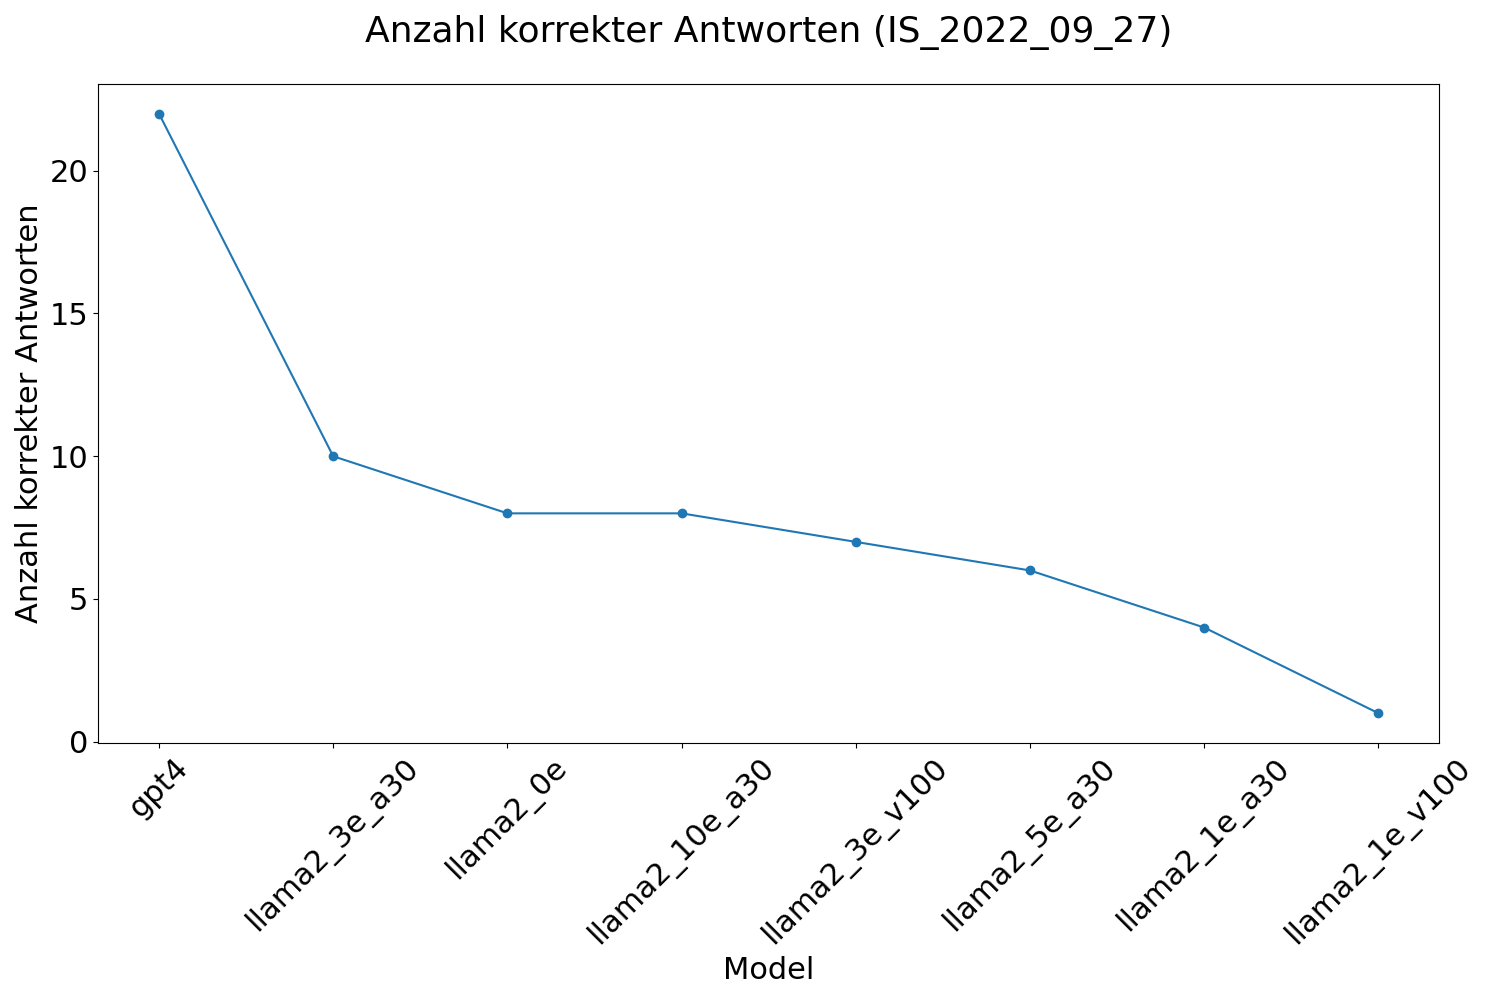 Anzahl korrekter Antworten (IS_2022_09_27)
Anzahl korrekter Antworten
20
15
10
5
0
gpt4
llama2_3e_a30
llama2_0e
llama2_10e_a30
llama2_3e_v100
llama2_5e_a30
llama2_1e_a30
llama2_1e_v100
Model